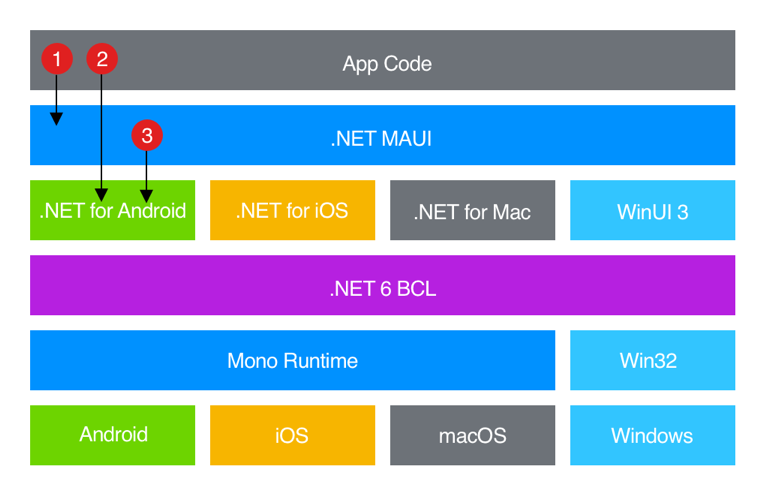 1
2
App Code
3
.NET MAUI
.NET for Android
.NET for iOS
.NET for Mac
WinUI 3
.NET 6 BCL
Mono Runtime
Win32
Android
iOS
macOS
Windows